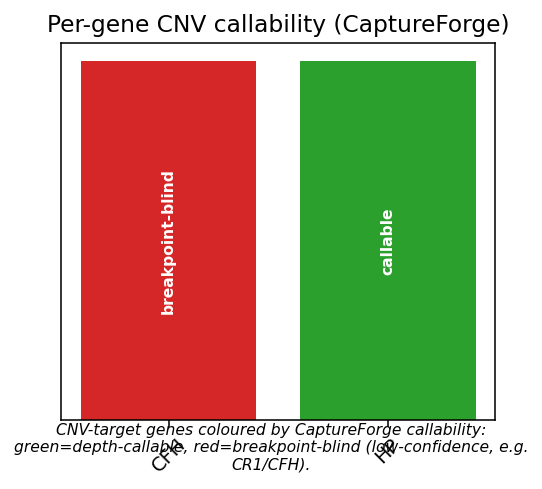 Per-gene CNV callability (CaptureForge)
breakpoint-blind
callable
CFH
HP
CNV-target genes coloured by CaptureForge callability:
green=depth-callable, red=breakpoint-blind (low-confidence, e.g.
CR1/CFH).